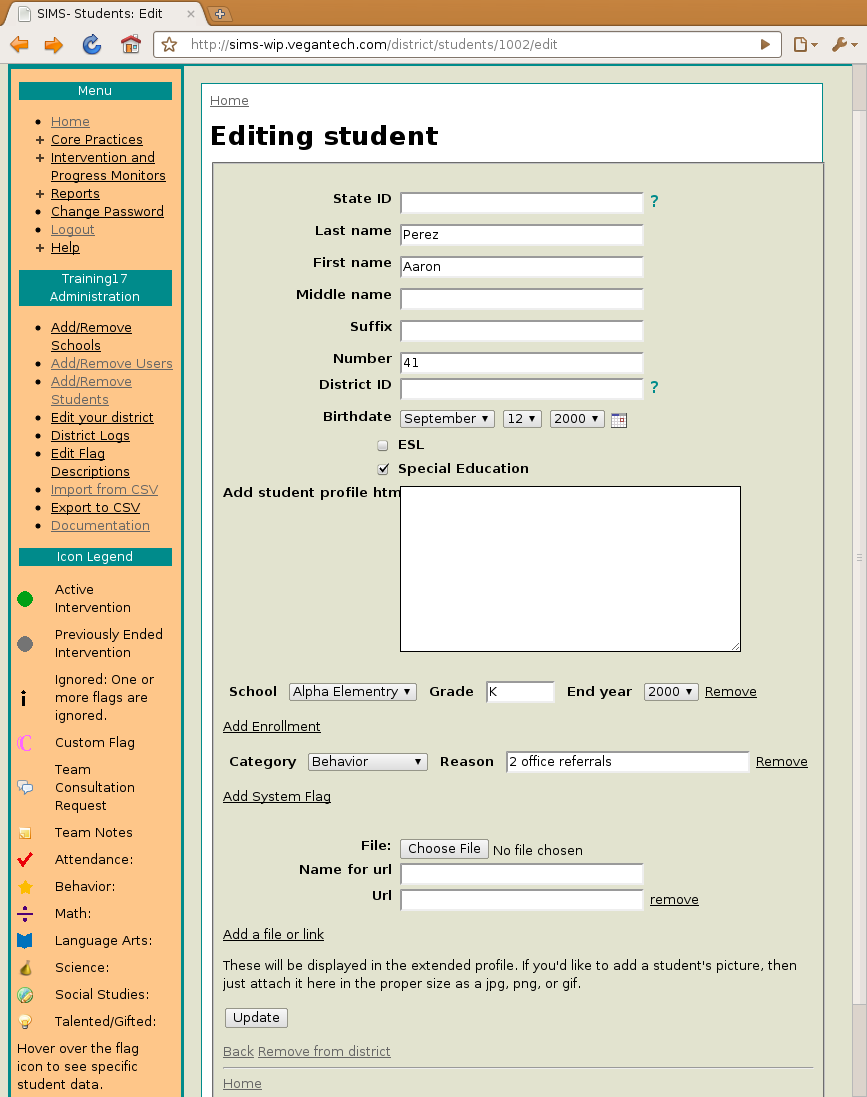 SIMS- Students: Edit
http://sims-wip.vegantech.com/district/students/1002/edit
Menu
Home
Core Practices
Intervention and
Progress Monitors
Reports
Change Password
Logout
Help
Training17
Administration
Add/Remove
Schools
Add/Remove Users
Add/Remove
Students
Edit your district
District Logs
Edit Flag
Descriptions
Import from CSV
Export to CSV
Documentation
Icon Legend
Active
Intervention
Previously Ended
Intervention
Ignored: One or
more flags are
ignored.
Custom Flag
Team
Consultation
Request
Team Notes
Attendance:
Behavior:
Math:
Language Arts:
Science:
Social Studies:
Talented/Gifted:
Hover over the flag
icon to see specific
student data.
Home
Editing student
State ID ?
Last name Perez
First name Aaron
Middle name
Suffix
Number 41
District ID ?
Birthdate September 12 2000
ESL
Special Education
Add student profile htm
School Alpha Elementry Grade K End year 2000 Remove
Add Enrollment
Category Behavior Reason 2 office referrals Remove
Add System Flag
File: Choose File No file chosen
Name for url
Url remove
Add a file or link
These will be displayed in the extended profile. If you'd like to add a student's picture, then
just attach it here in the proper size as a jpg, png, or gif.
Update
Back Remove from district
Home